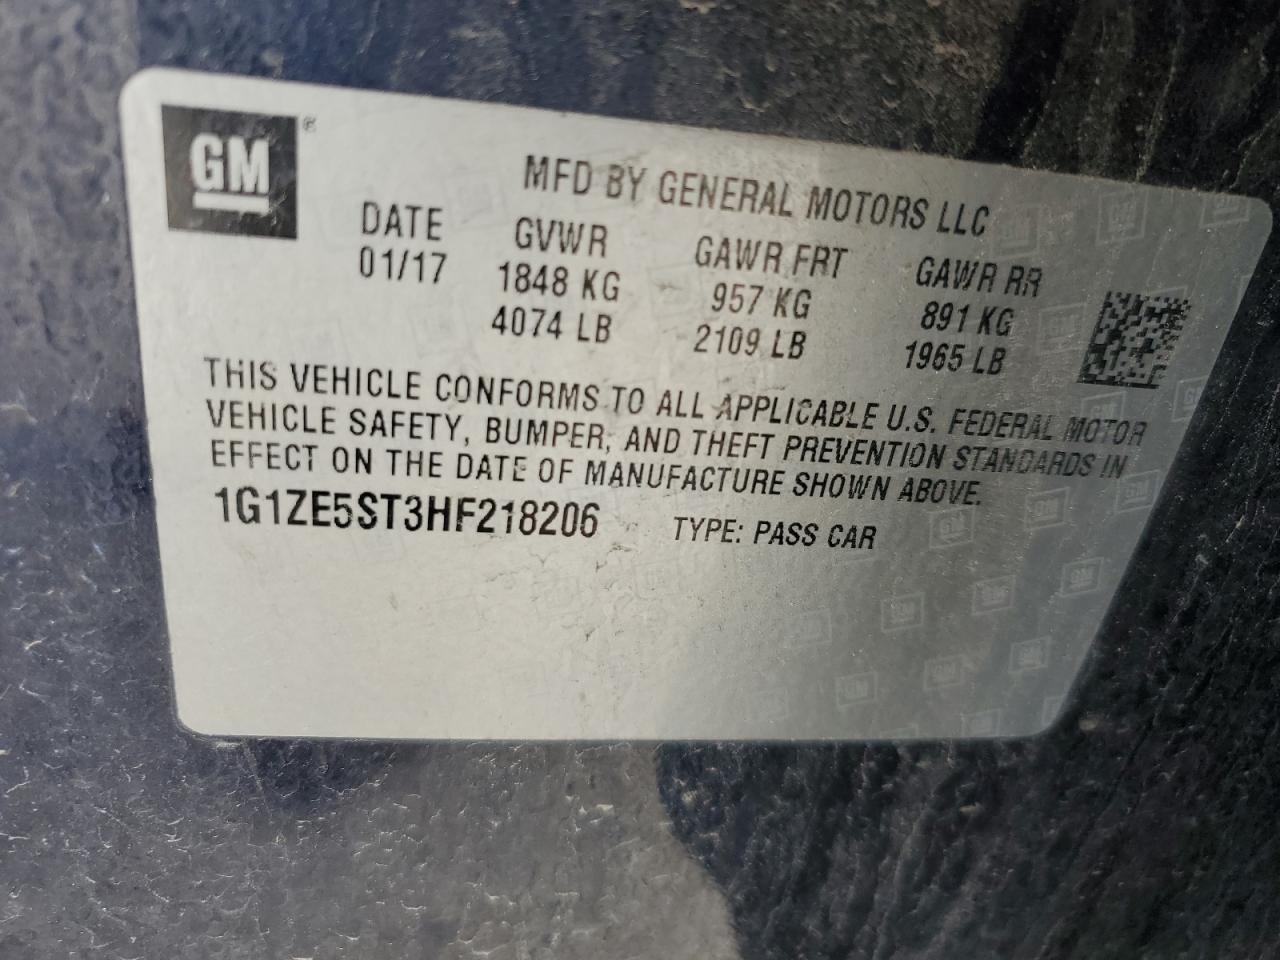 GM®
MFD BY GENERAL MOTORS LLC
DATE GVWR GAWR FRT GAWR RR
01/17 1848 KG 957 KG 891 KG
4074 LB 2109 LB 1965 LB
THIS VEHICLE CONFORMS TO ALL APPLICABLE U.S. FEDERAL MOTOR
VEHICLE SAFETY, BUMPER, AND THEFT PREVENTION STANDARDS IN
EFFECT ON THE DATE OF MANUFACTURE SHOWN ABOVE.
1G1ZE5ST3HF218206 TYPE: PASS CAR